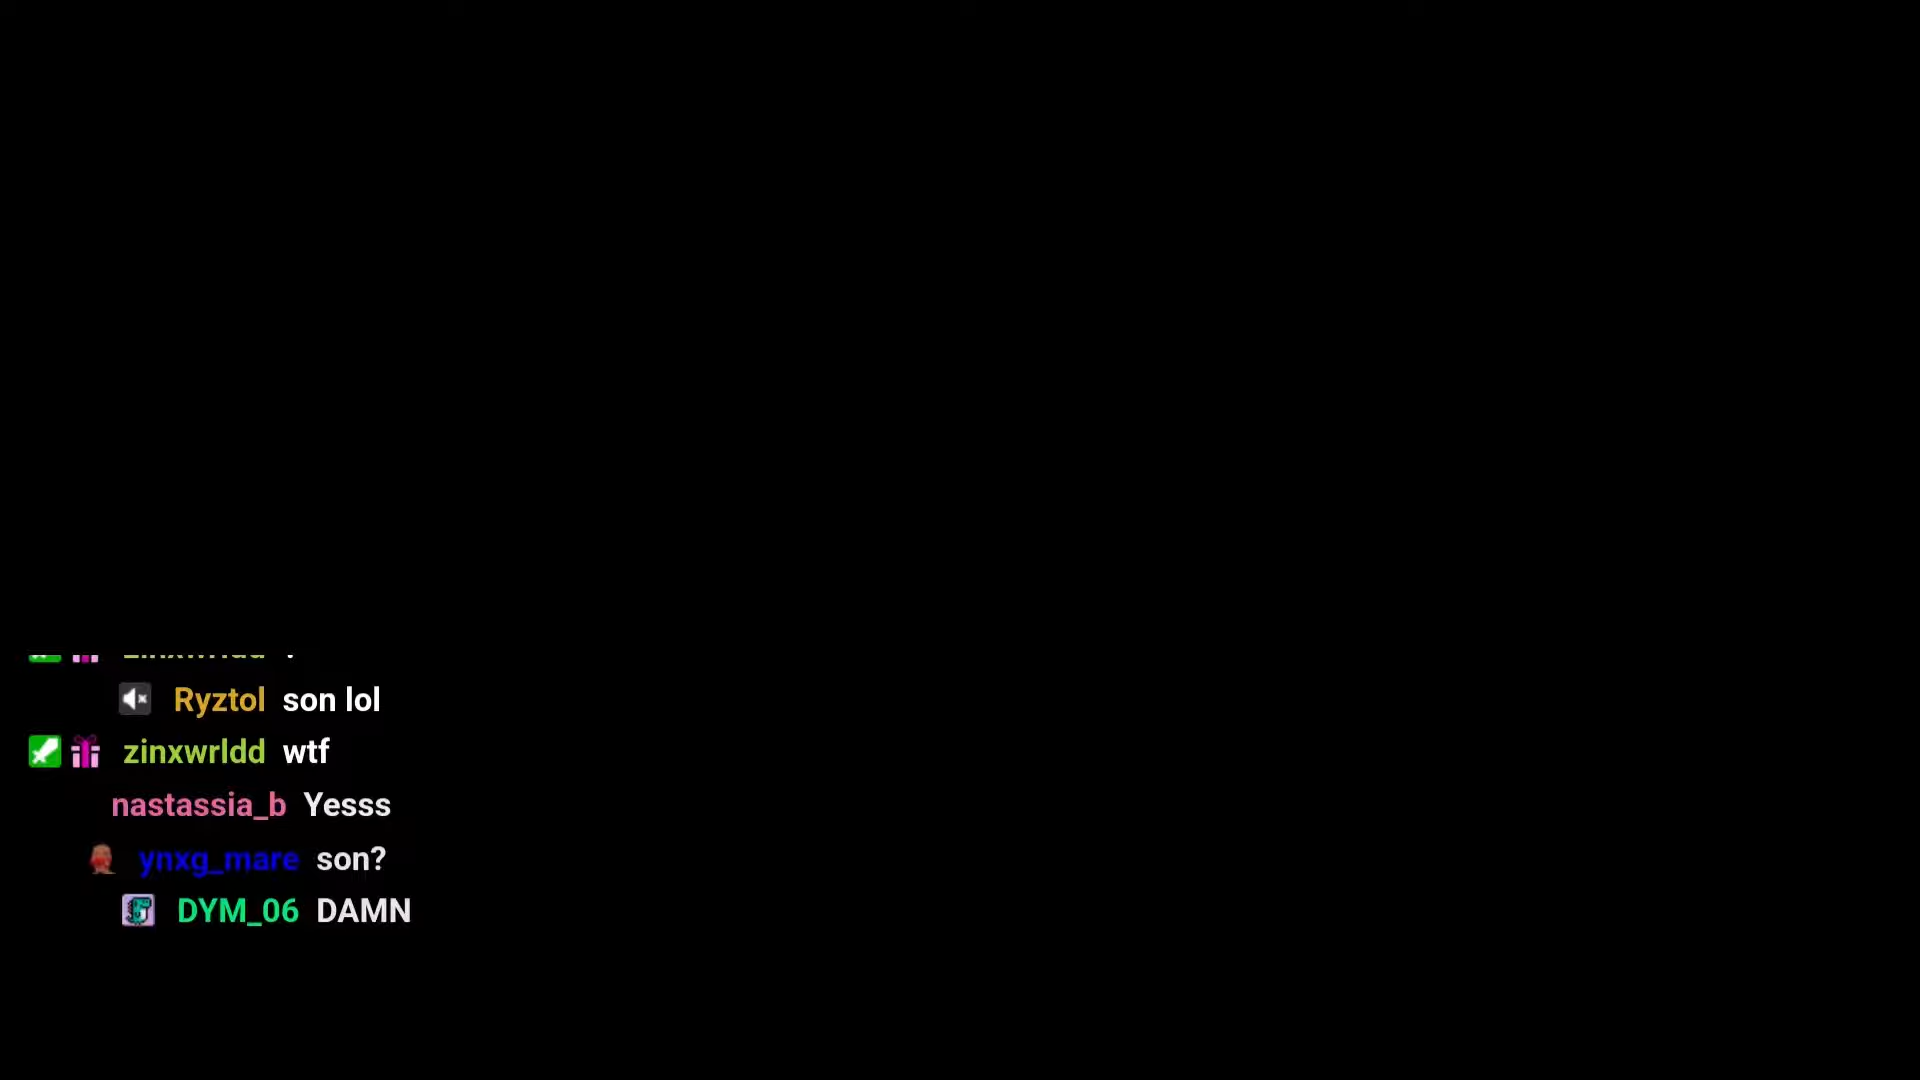 Ryztol son lol
zinxwrldd wtf
nastassia_b Yesss
ynxg_mare son?
DYM_06 DAMN